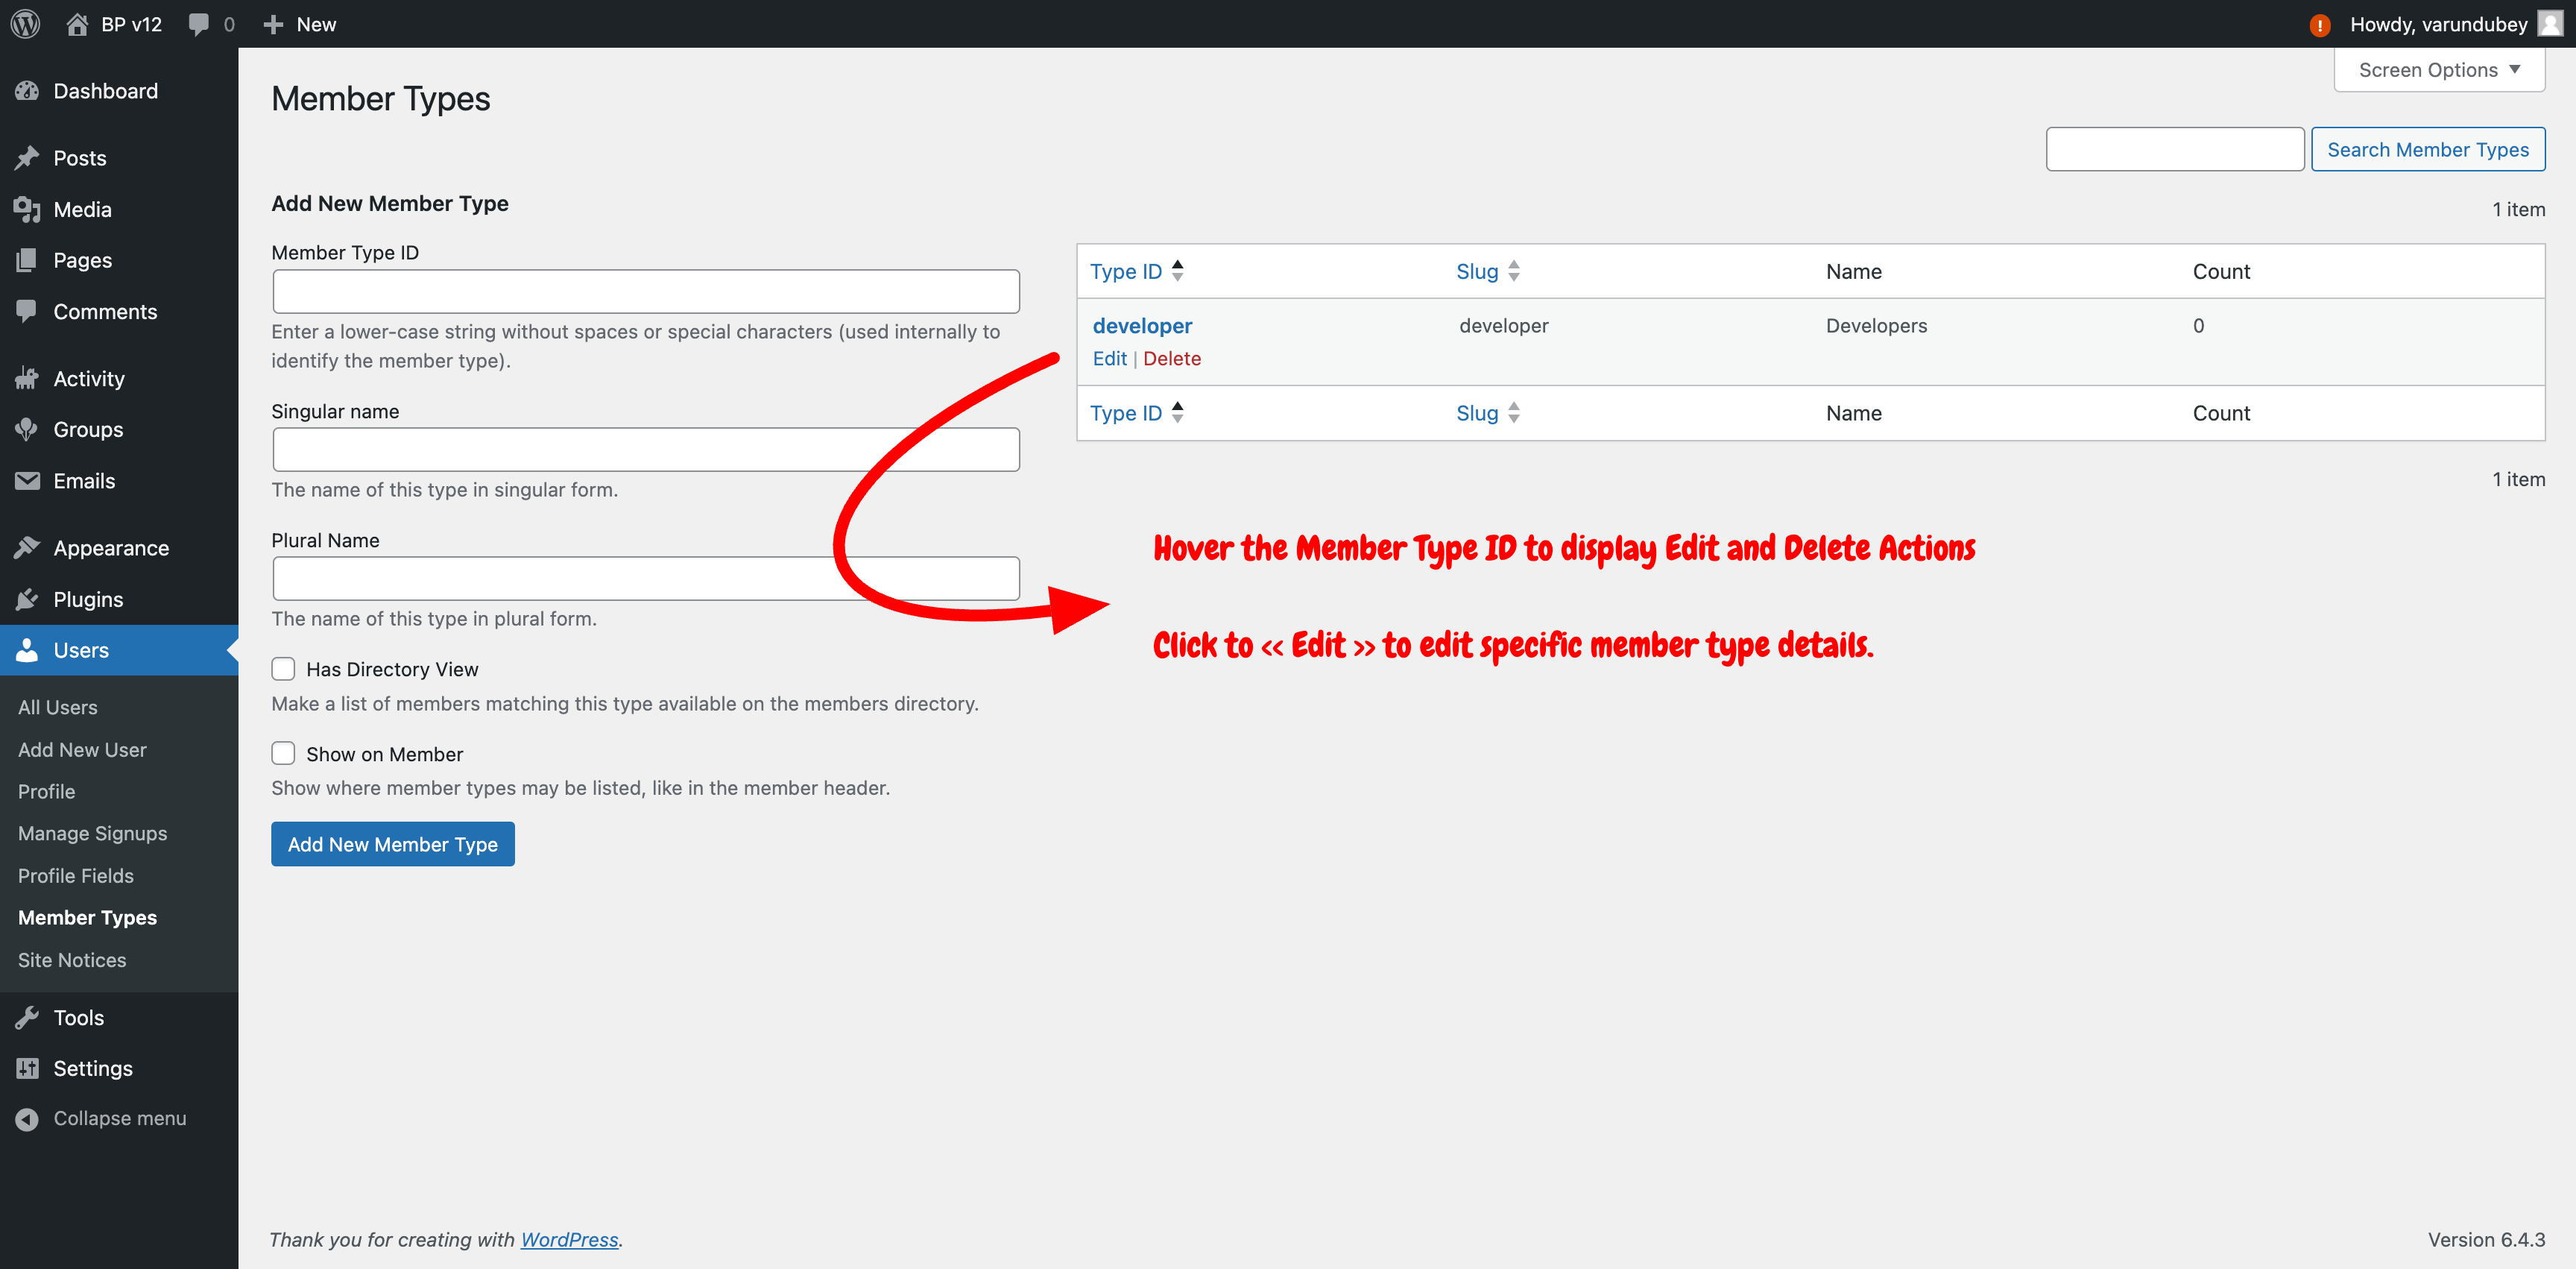 BP v12 0 New Howdy, varundubey
Screen Options
Dashboard
Posts
Media
Pages
Comments
Activity
Groups
Emails
Appearance
Plugins
Users
All Users
Add New User
Profile
Manage Signups
Profile Fields
Member Types
Site Notices
Tools
Settings
Collapse menu
Member Types
Search Member Types
Add New Member Type
Member Type ID
Enter a lower-case string without spaces or special characters (used internally to
identify the member type).
Singular name
The name of this type in singular form.
Plural Name
The name of this type in plural form.
Has Directory View
Make a list of members matching this type available on the members directory.
Show on Member
Show where member types may be listed, like in the member header.
Add New Member Type
1 item
Type ID Slug Name Count
developer developer Developers 0
Edit | Delete
Type ID Slug Name Count
1 item
Hover the Member Type ID to display Edit and Delete Actions
Click to « Edit » to edit specific member type details.
Thank you for creating with WordPress.
Version 6.4.3